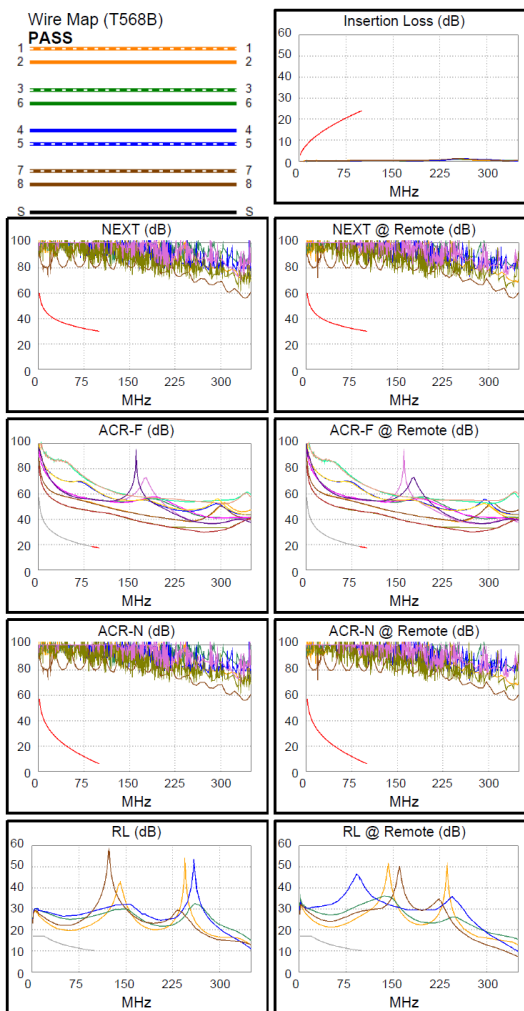 Wire Map (T568B)
PASS
1 1
2 2
3 3
6 6
4 4
5 5
7 7
8 8
S S
Insertion Loss (dB)
60
50
40
30
20
10
0
0 75 150 225 300
MHz
NEXT (dB)
100
80
60
40
20
0
0 75 150 225 300
MHz
NEXT @ Remote (dB)
100
80
60
40
20
0
0 75 150 225 300
MHz
ACR-F (dB)
100
80
60
40
20
0
0 75 150 225 300
MHz
ACR-F @ Remote (dB)
100
80
60
40
20
0
0 75 150 225 300
MHz
ACR-N (dB)
100
80
60
40
20
0
0 75 150 225 300
MHz
ACR-N @ Remote (dB)
100
80
60
40
20
0
0 75 150 225 300
MHz
RL (dB)
60
50
40
30
20
10
0
0 75 150 225 300
MHz
RL @ Remote (dB)
60
50
40
30
20
10
0
0 75 150 225 300
MHz